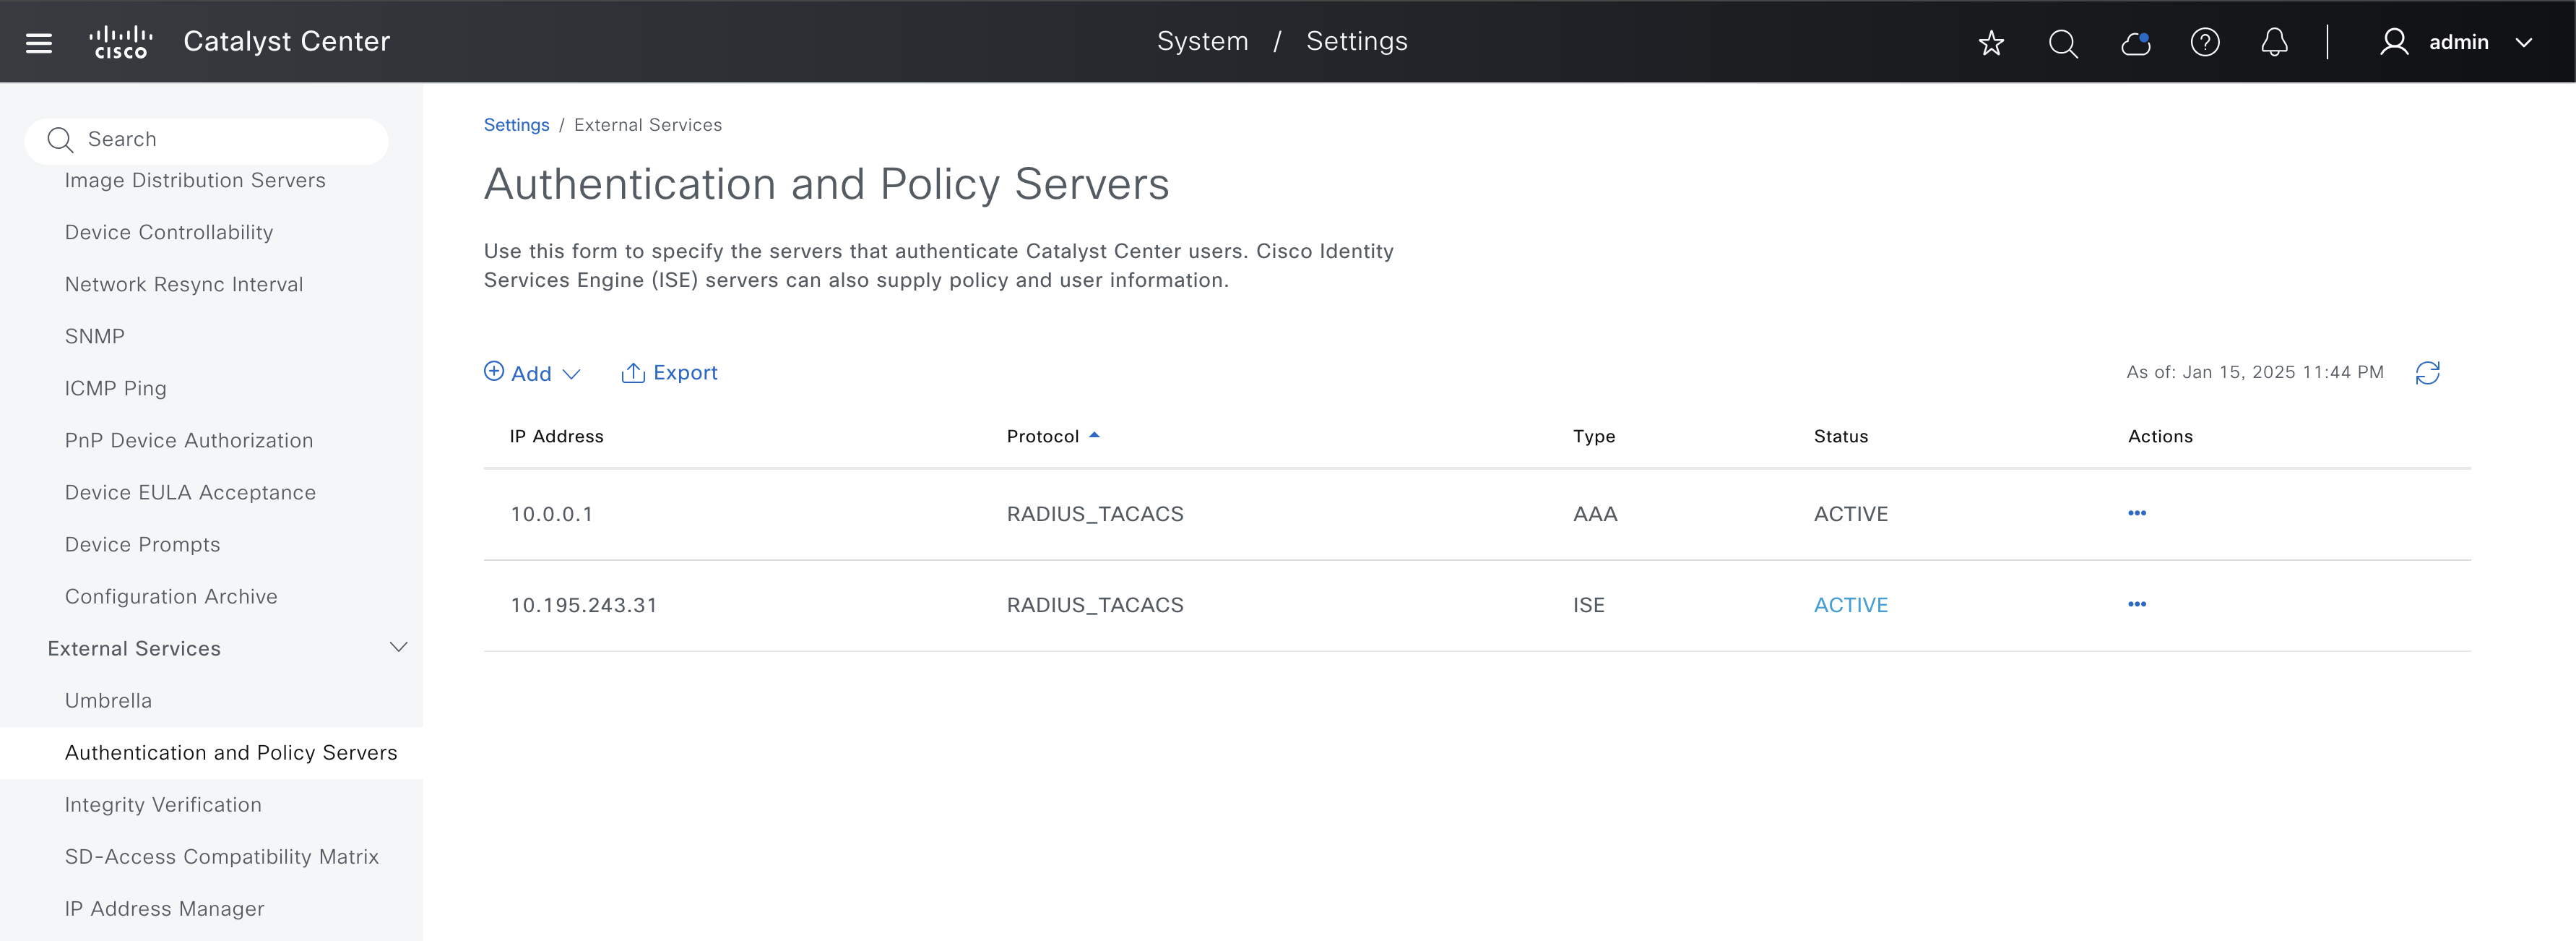 CISCO
Catalyst Center
System / Settings
admin
Search
Image Distribution Servers
Device Controllability
Network Resync Interval
SNMP
ICMP Ping
PnP Device Authorization
Device EULA Acceptance
Device Prompts
Configuration Archive
External Services
Umbrella
Authentication and Policy Servers
Integrity Verification
SD-Access Compatibility Matrix
IP Address Manager
Settings / External Services
Authentication and Policy Servers
Use this form to specify the servers that authenticate Catalyst Center users. Cisco Identity
Services Engine (ISE) servers can also supply policy and user information.
Add Export As of: Jan 15, 2025 11:44 PM
IP Address Protocol Type Status Actions
10.0.0.1 RADIUS_TACACS AAA ACTIVE
10.195.243.31 RADIUS_TACACS ISE ACTIVE